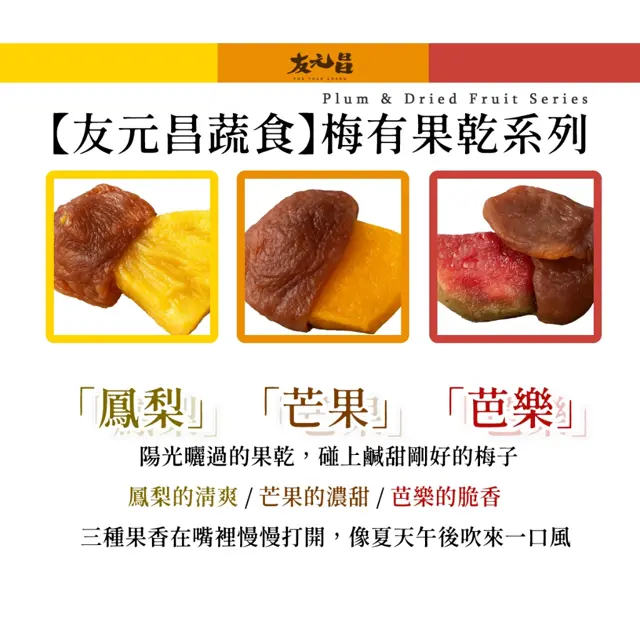 友元昌
YOU YUAN CHANG
Plum & Dried Fruit Series
【友元昌蔬食】梅有果乾系列
「鳳梨」 「芒果」 「芭樂」
陽光曬過的果乾，碰上鹹甜剛好的梅子
鳳梨的清爽 / 芒果的濃甜 / 芭樂的脆香
三種果香在嘴裡慢慢打開，像夏天午後吹來一口風